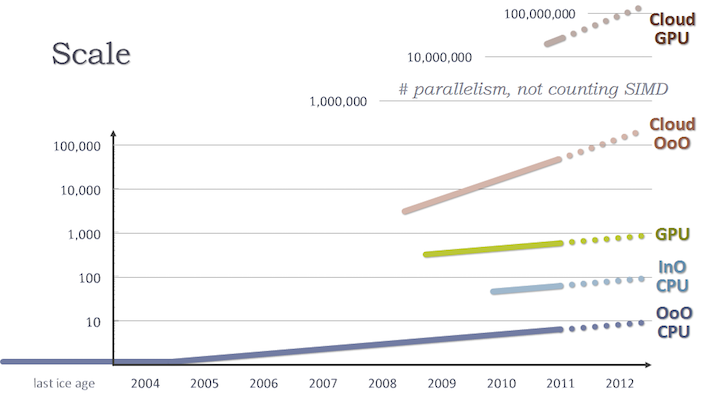 100,000,000
Cloud
GPU
Scale
10,000,000
# parallelism, not counting SIMD
1,000,000
Cloud
OoO
100,000
10,000
1,000
GPU
InO
CPU
100
OoO
CPU
10
last ice age 2004 2005 2006 2007 2008 2009 2010 2011 2012